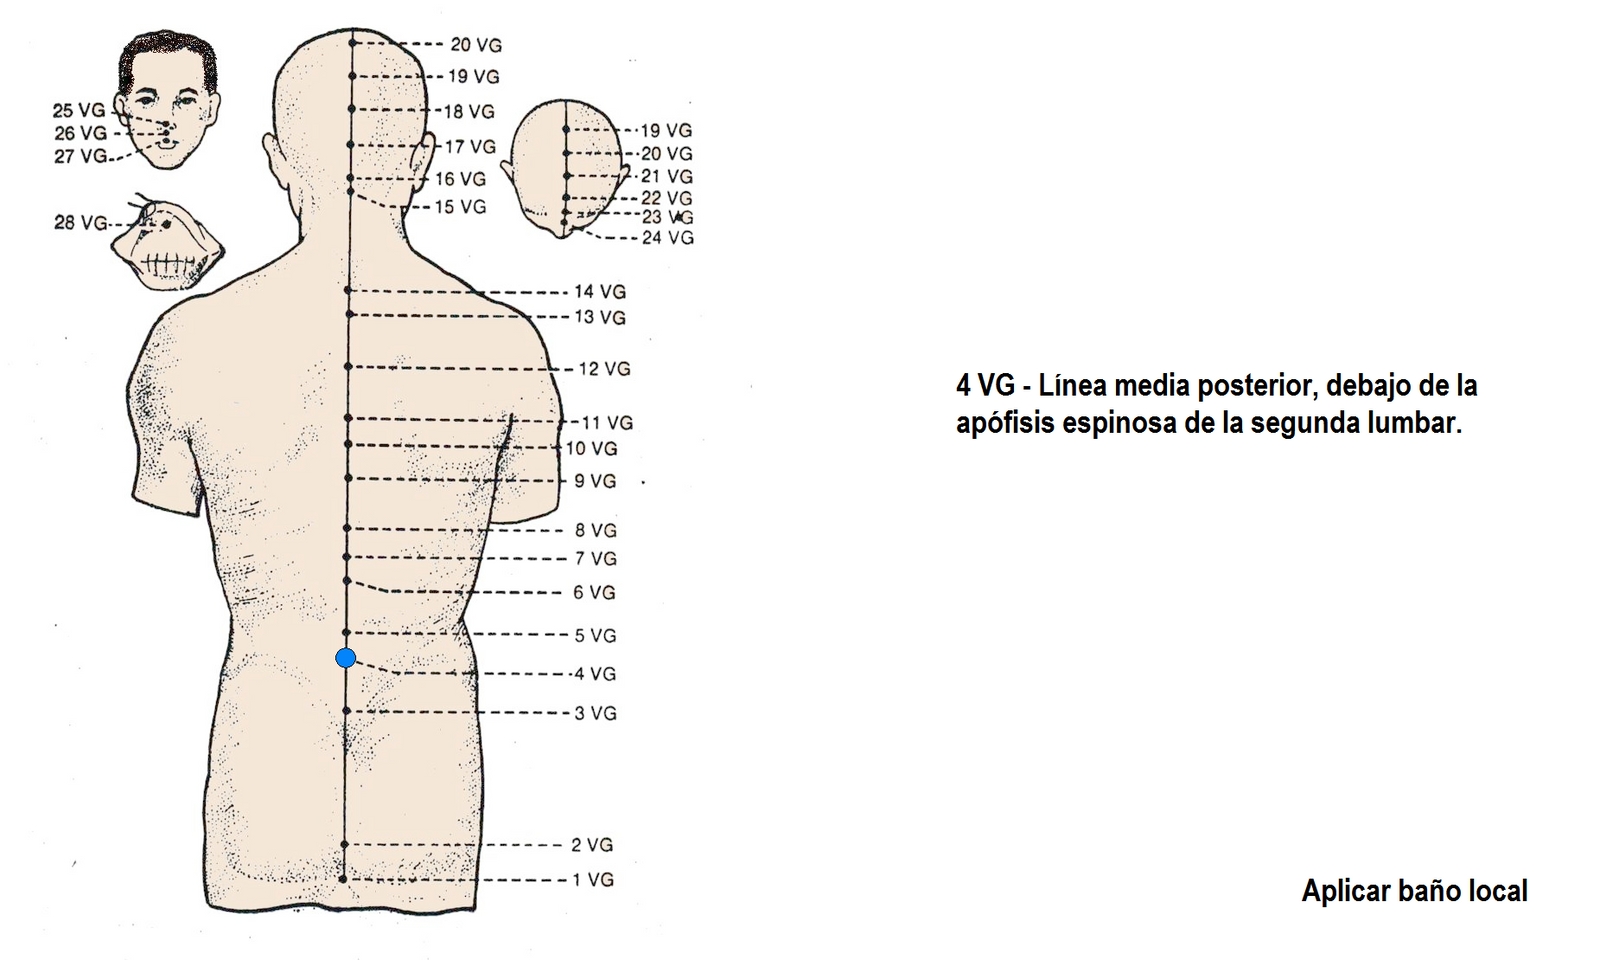 25 VG
26 VG
27 VG
28 VG
20 VG
19 VG
18 VG
17 VG
16 VG
15 VG
19 VG
20 VG
21 VG
22 VG
23 VG
24 VG
14 VG
13 VG
12 VG
11 VG
10 VG
9 VG
8 VG
7 VG
6 VG
5 VG
4 VG
3 VG
2 VG
1 VG
4 VG - Línea media posterior, debajo de la
apófisis espinosa de la segunda lumbar.
Aplicar baño local